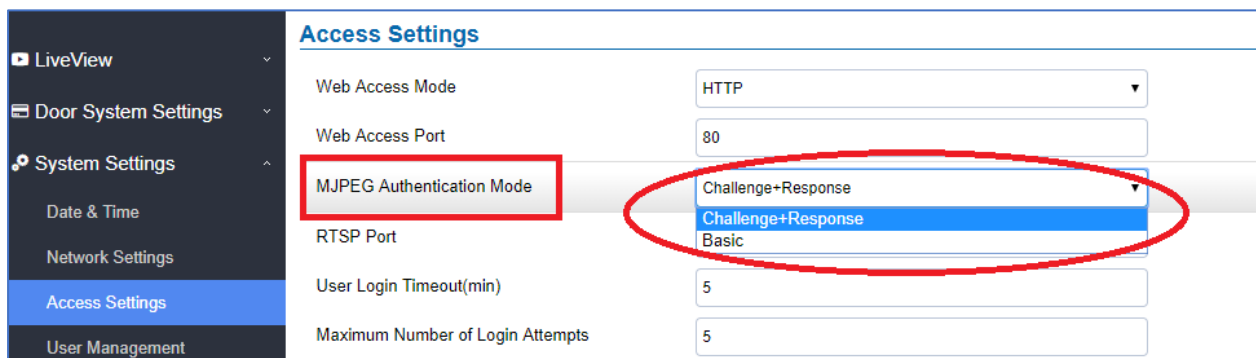 Access Settings
LiveView
Door System Settings
System Settings
Date & Time
Network Settings
Access Settings
User Management
Web Access Mode
HTTP
Web Access Port
80
MJPEG Authentication Mode
Challenge+Response
Challenge+Response
Basic
RTSP Port
User Login Timeout(min)
5
Maximum Number of Login Attempts
5